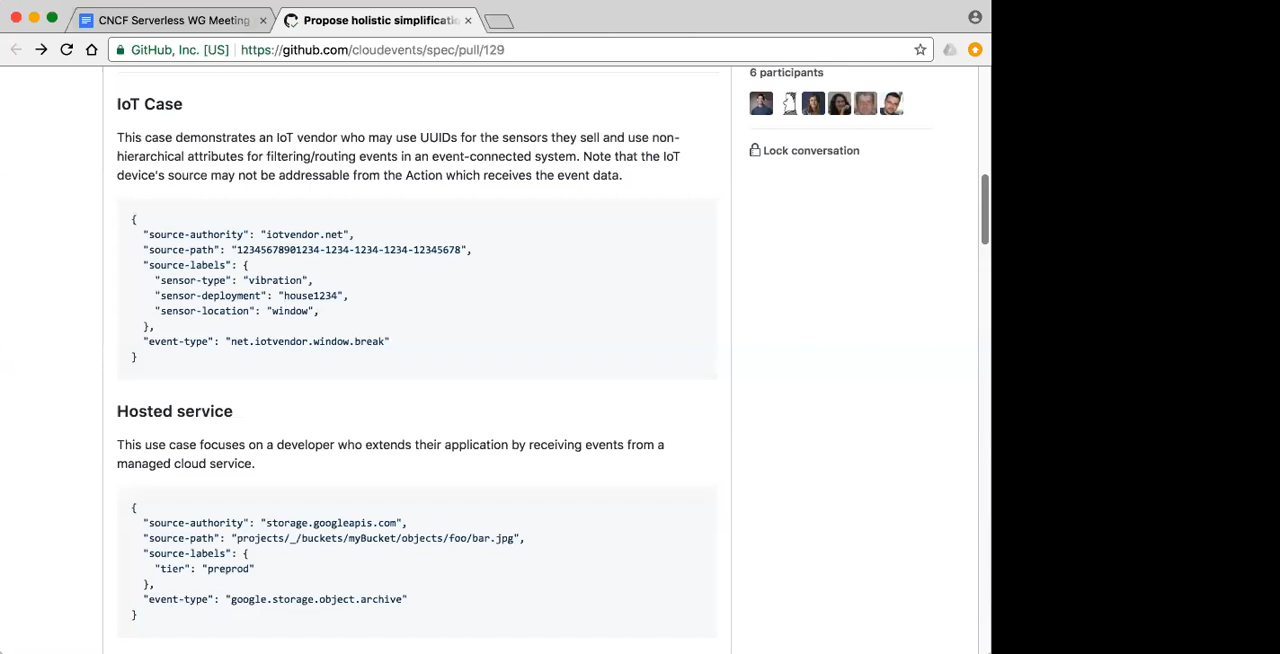 CNCF Serverless WG Meeting
Propose holistic simplificatio
GitHub, Inc. [US] https://github.com/cloudevents/spec/pull/129
6 participants
Lock conversation
IoT Case
This case demonstrates an IoT vendor who may use UUIDs for the sensors they sell and use non-
hierarchical attributes for filtering/routing events in an event-connected system. Note that the IoT
device's source may not be addressable from the Action which receives the event data.
{
"source-authority": "iotvendor.net",
"source-path": "12345678901234-1234-1234-1234-12345678",
"source-labels": {
"sensor-type": "vibration",
"sensor-deployment": "house1234",
"sensor-location": "window",
},
"event-type": "net.iotvendor.window.break"
}
Hosted service
This use case focuses on a developer who extends their application by receiving events from a
managed cloud service.
{
"source-authority": "storage.googleapis.com",
"source-path": "projects/_/buckets/myBucket/objects/foo/bar.jpg",
"source-labels": {
"tier": "preprod"
},
"event-type": "google.storage.object.archive"
}